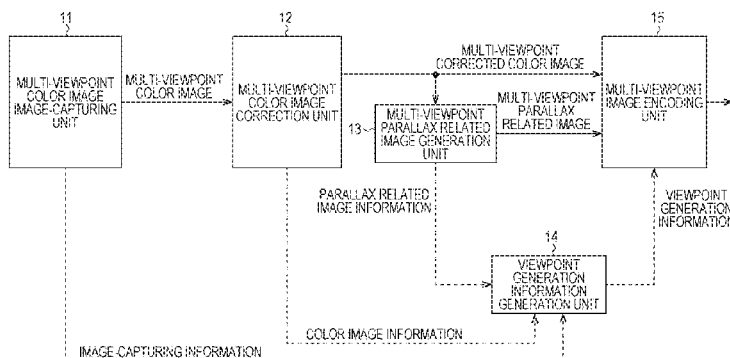 11
12
15
MULTI-VIEWPOINT
COLOR IMAGE
IMAGE-CAPTURING
UNIT
MULTI-VIEWPOINT
COLOR IMAGE
MULTI-VIEWPOINT
COLOR IMAGE
CORRECTION UNIT
MULTI-VIEWPOINT
CORRECTED COLOR IMAGE
MULTI-VIEWPOINT
IMAGE ENCODING
UNIT
13
MULTI-VIEWPOINT
PARALLAX RELATED
IMAGE GENERATION
UNIT
MULTI-VIEWPOINT
PARALLAX
RELATED IMAGE
PARALLAX RELATED
IMAGE INFORMATION
VIEWPOINT
GENERATION
INFORMATION
14
VIEWPOINT
GENERATION
INFORMATION
GENERATION UNIT
COLOR IMAGE INFORMATION
IMAGE-CAPTURING INFORMATION